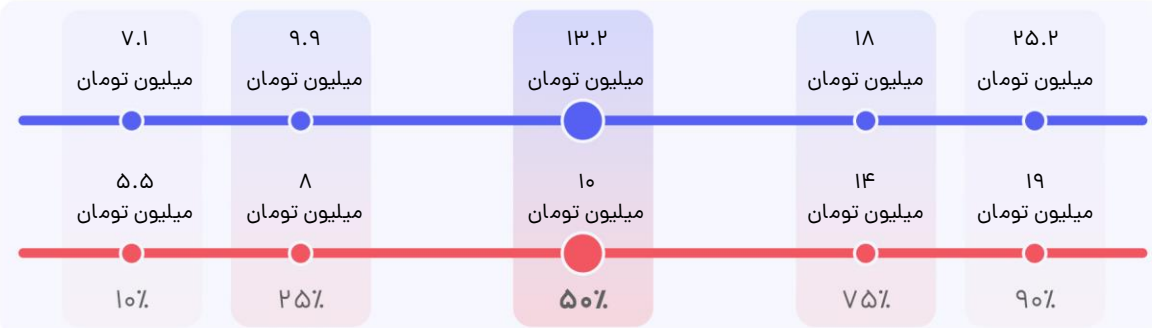 ۷.۱ ۹.۹ ۱۳.۲ ۱۸ ۲۵.۲
میلیون تومان میلیون تومان میلیون تومان میلیون تومان میلیون تومان
۵.۵ ۸ ۱۰ ۱۴ ۱۹
میلیون تومان میلیون تومان میلیون تومان میلیون تومان میلیون تومان
۱۰٪ ۲۵٪ ۵۰٪ ۷۵٪ ۹۰٪